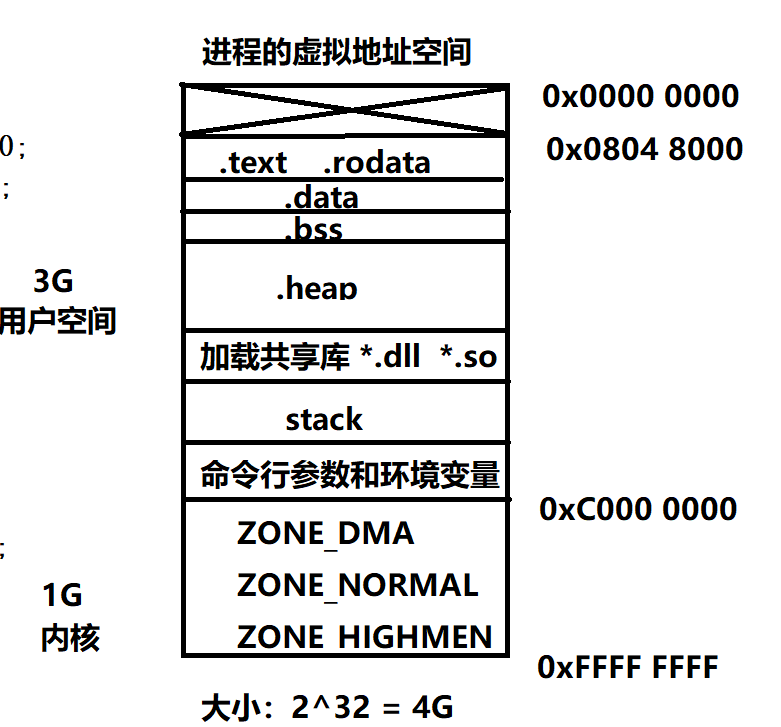 进程的虚拟地址空间
0x0000 0000
0;
.text .rodata
0x0804 8000
;
.data
.bss
3G
用户空间
.heap
加载共享库 *.dll *.so
stack
命令行参数和环境变量
0xC000 0000
ZONE_DMA
;
ZONE_NORMAL
1G
内核
ZONE_HIGHMEN
0xFFFF FFFF
大小：2^32 = 4G